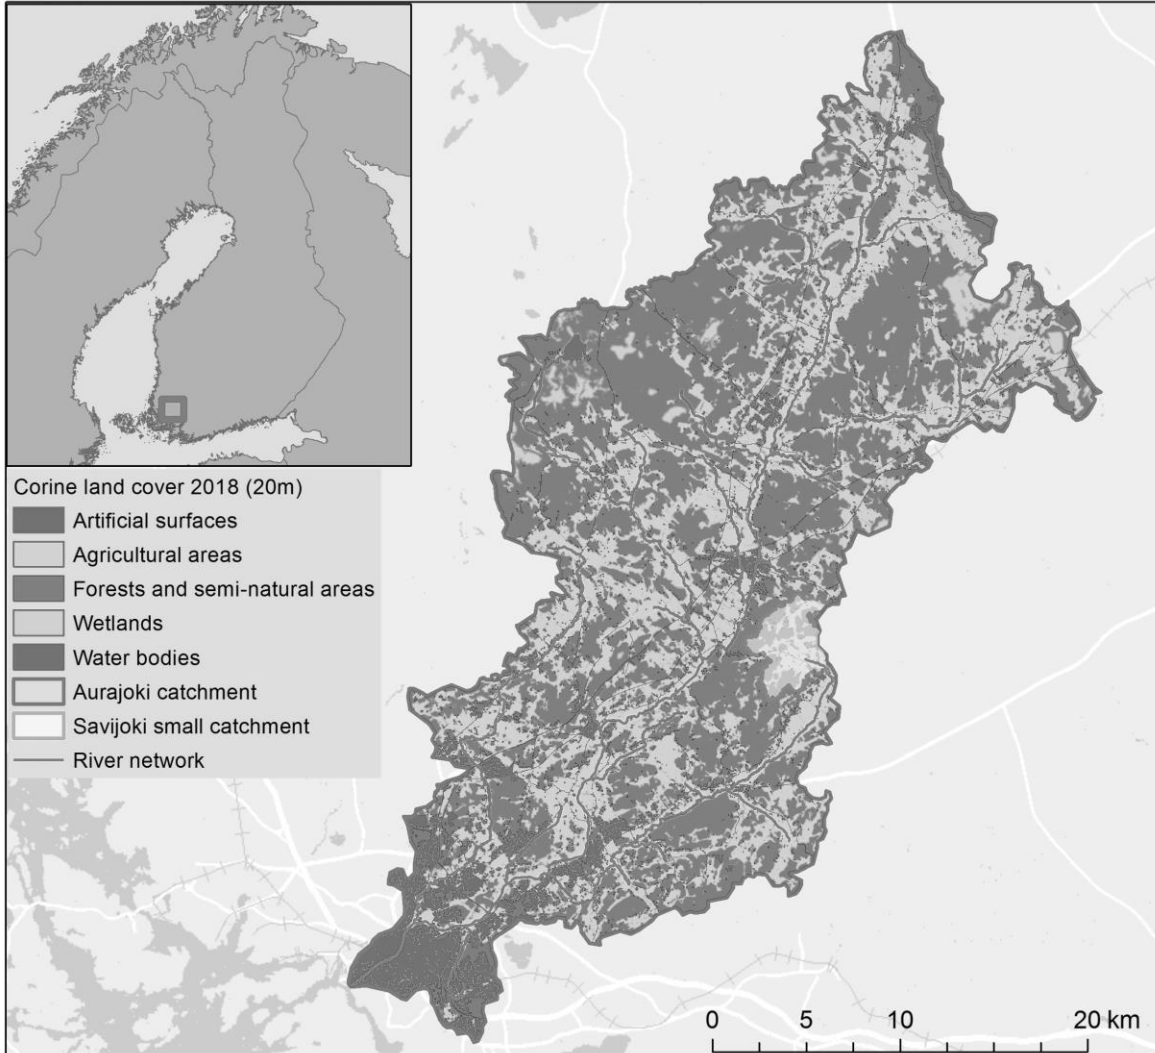 Corine land cover 2018 (20m)
Artificial surfaces
Agricultural areas
Forests and semi-natural areas
Wetlands
Water bodies
Aurajoki catchment
Savijoki small catchment
River network
0 5 10 20 km